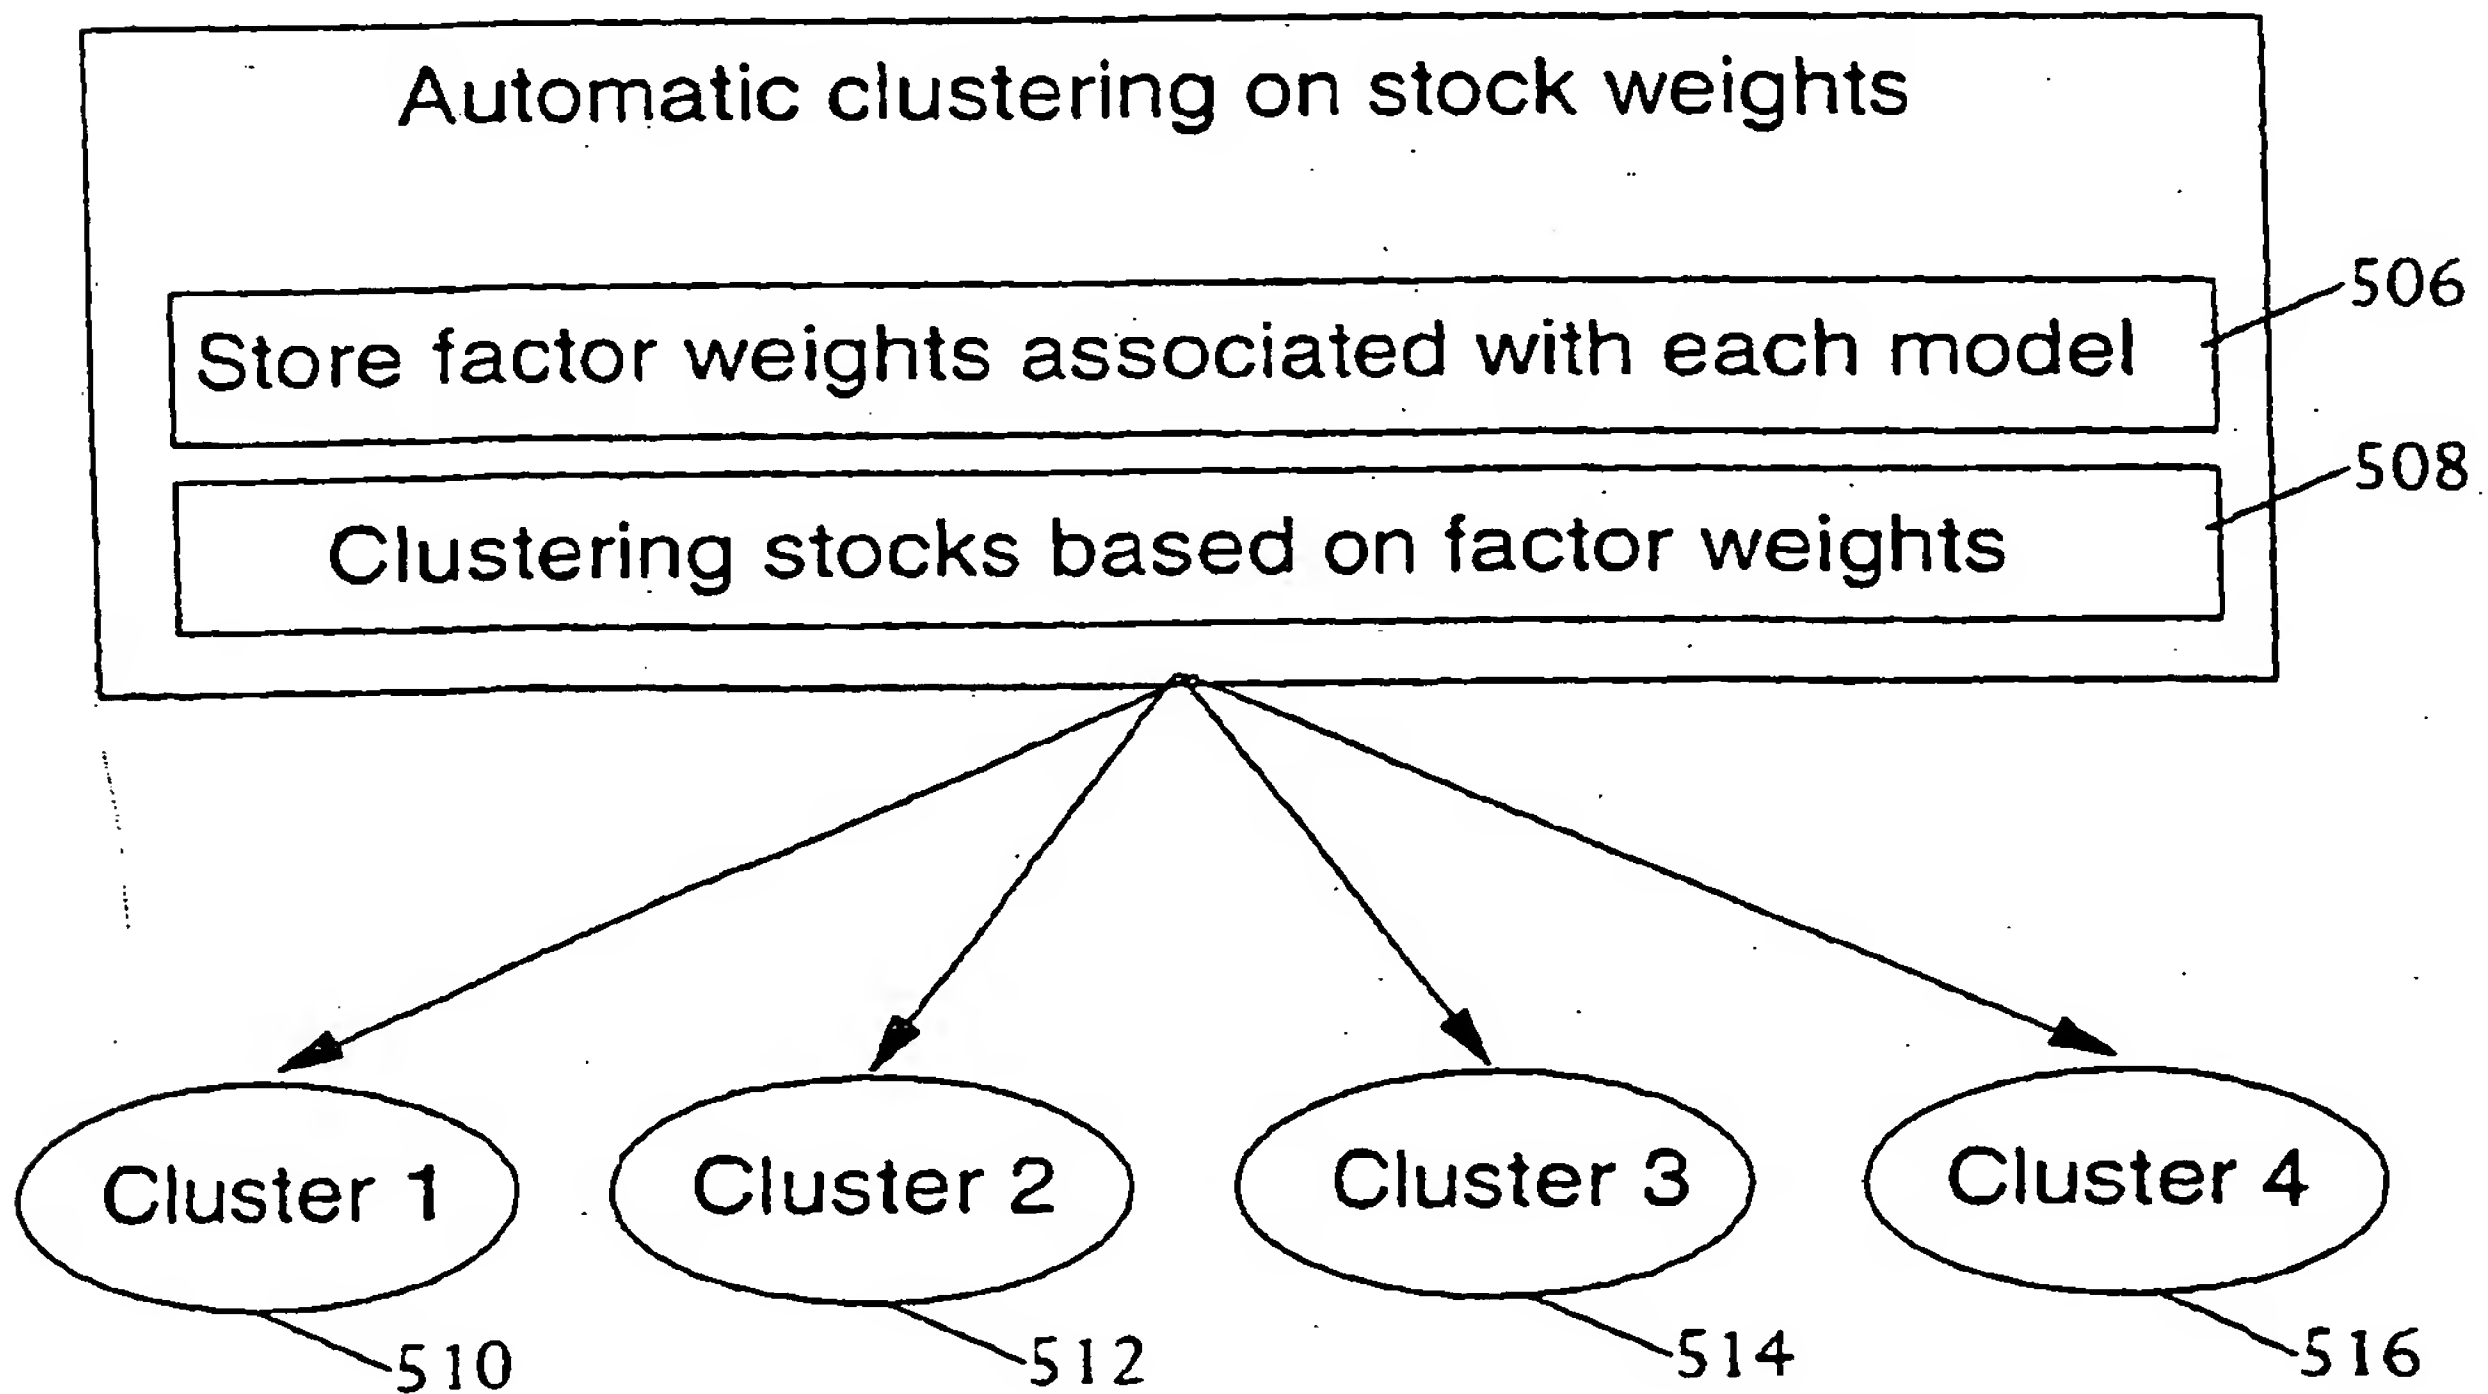 Automatic clustering on stock weights
506
Store factor weights associated with each model
508
Clustering stocks based on factor weights
Cluster 1
Cluster 2
Cluster 3
Cluster 4
510
512
514
516